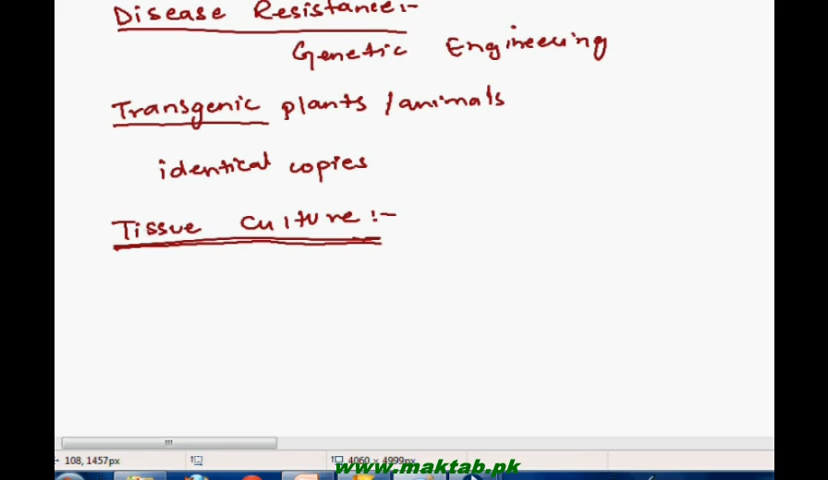 Disease Resistance:-
Genetic Engineering
Transgenic plants /animals
identical copies
Tissue Culture:-
108, 1457px
4060 × 4999px
www.maktab.pk